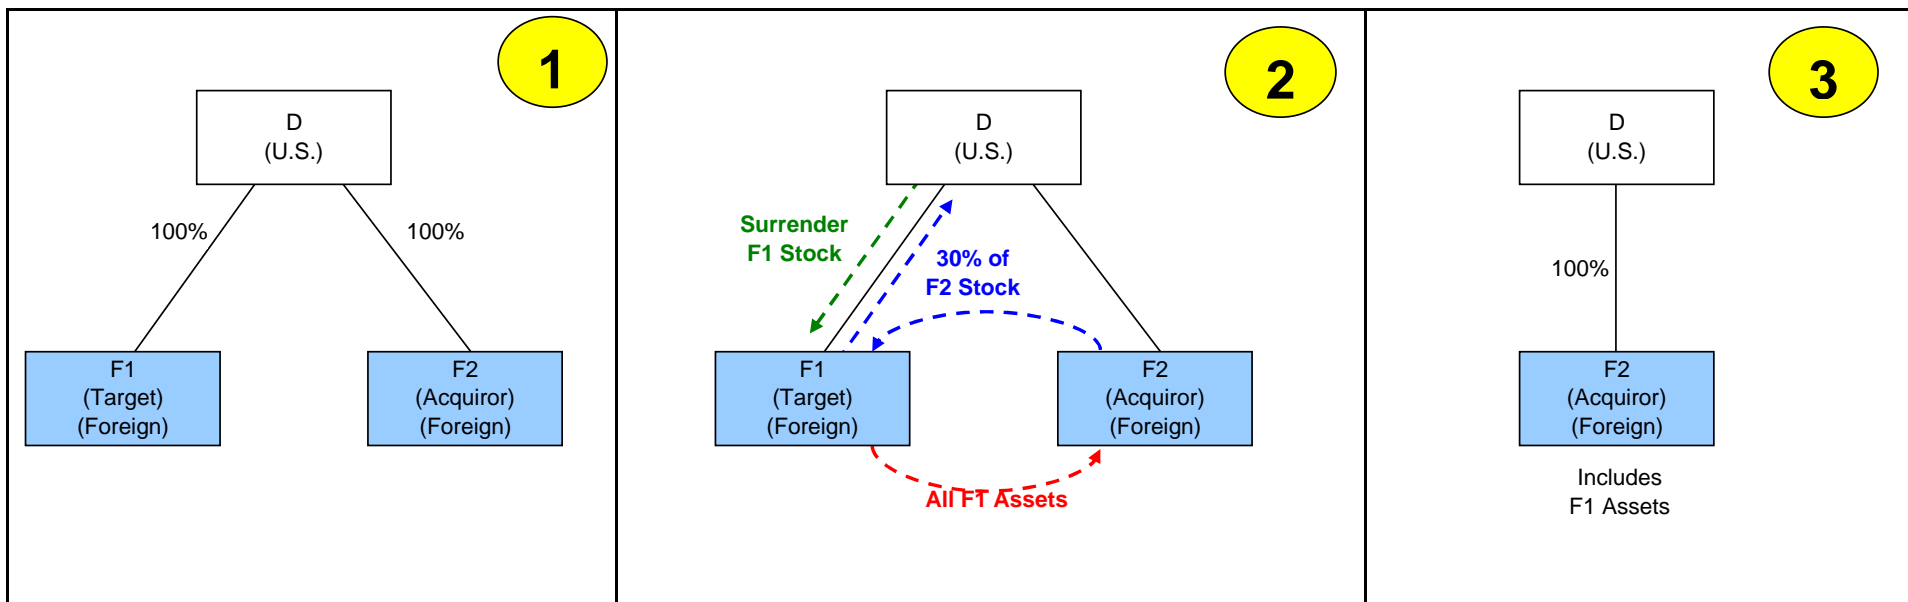 1
D
(U.S.)
100%
100%
F1
(Target)
(Foreign)
F2
(Acquiror)
(Foreign)
2
D
(U.S.)
Surrender
F1 Stock
30% of
F2 Stock
F1
(Target)
(Foreign)
F2
(Acquiror)
(Foreign)
All F1 Assets
3
D
(U.S.)
100%
F2
(Acquiror)
(Foreign)
Includes
F1 Assets